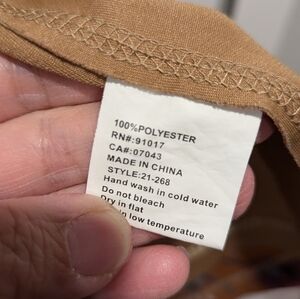 100%POLYESTER
RN#:91017
CA#:07043
MADE IN CHINA
STYLE:21-268
Hand wash in cold water
Do not bleach
Dry in flat
in low temperature